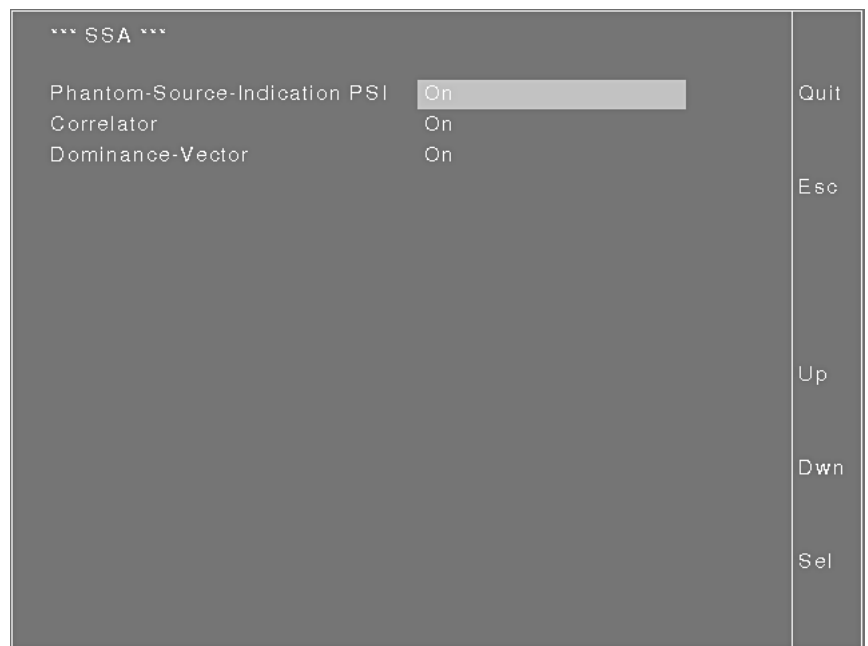 *** SSA ***
Phantom-Source-Indication PSI On
Correlator On
Dominance-Vector On
Quit
Esc
Up
Dwn
Sel